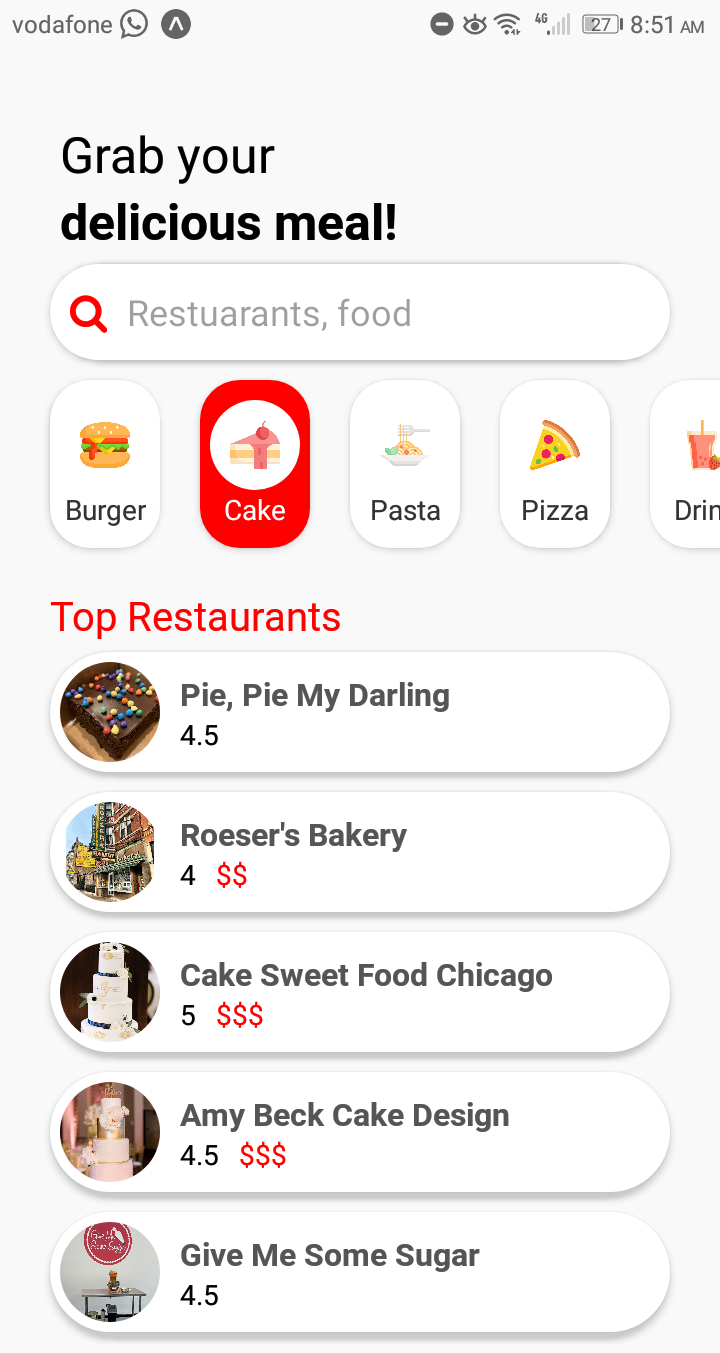 vodafone 4G 27 8:51 AM
Grab your
delicious meal!
Restuarants, food
Burger Cake Pasta Pizza Drin
Top Restaurants
Pie, Pie My Darling
4.5
Roeser's Bakery
4 $$
Cake Sweet Food Chicago
5 $$$
Amy Beck Cake Design
4.5 $$$
Give Me Some Sugar
4.5